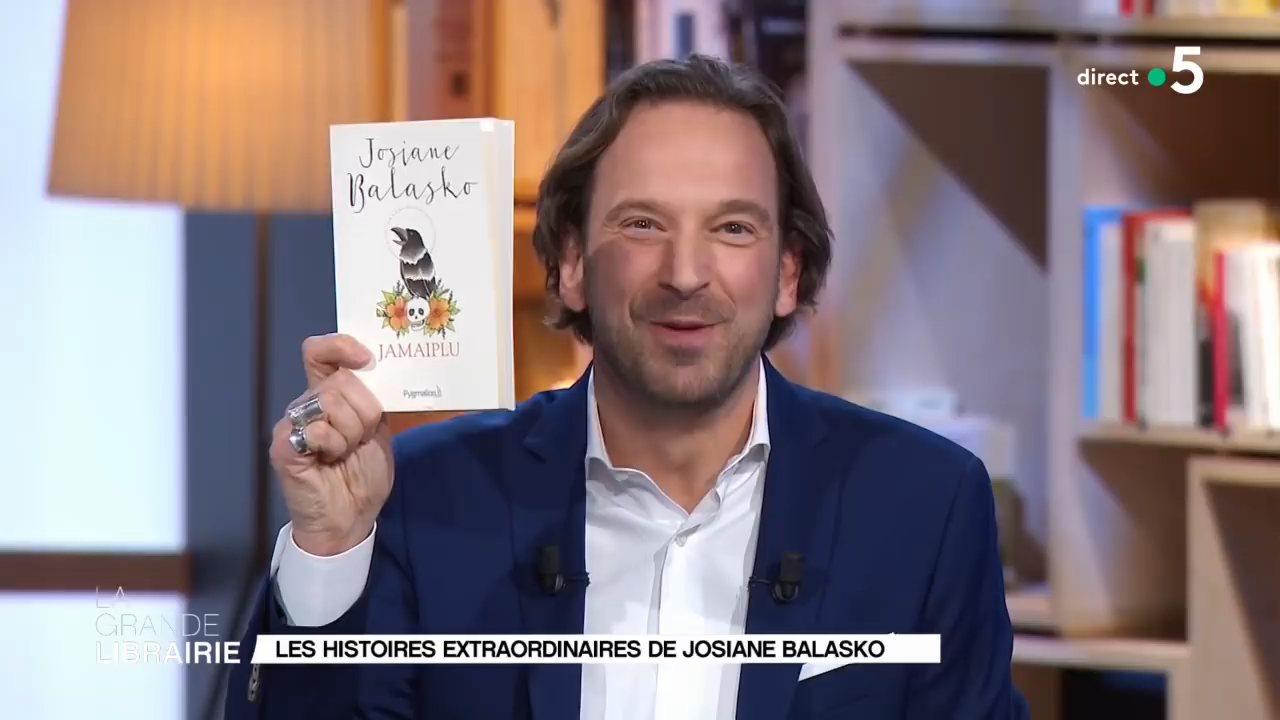 direct 5
Josiane
Balasko
JAMAIPLU
Pygmalion
LA
GRANDE
LIBRAIRIE
LES HISTOIRES EXTRAORDINAIRES DE JOSIANE BALASKO